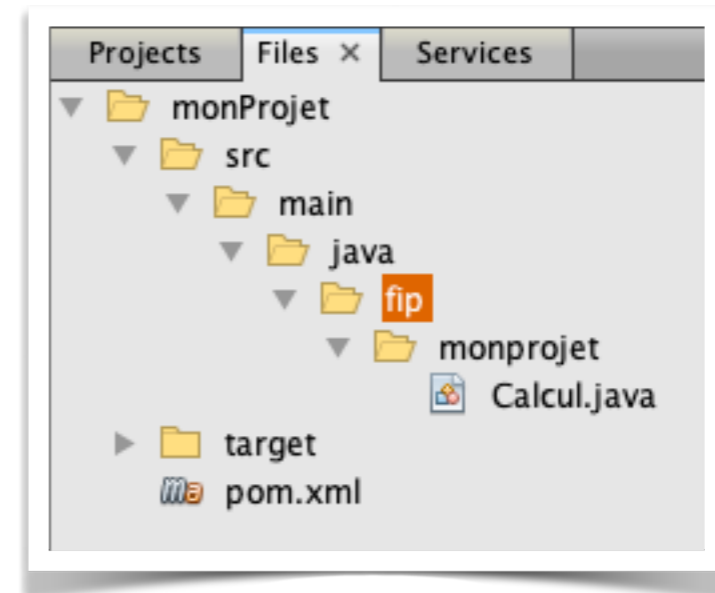 Projects Files × Services
monProjet
src
main
java
fip
monprojet
Calcul.java
target
pom.xml